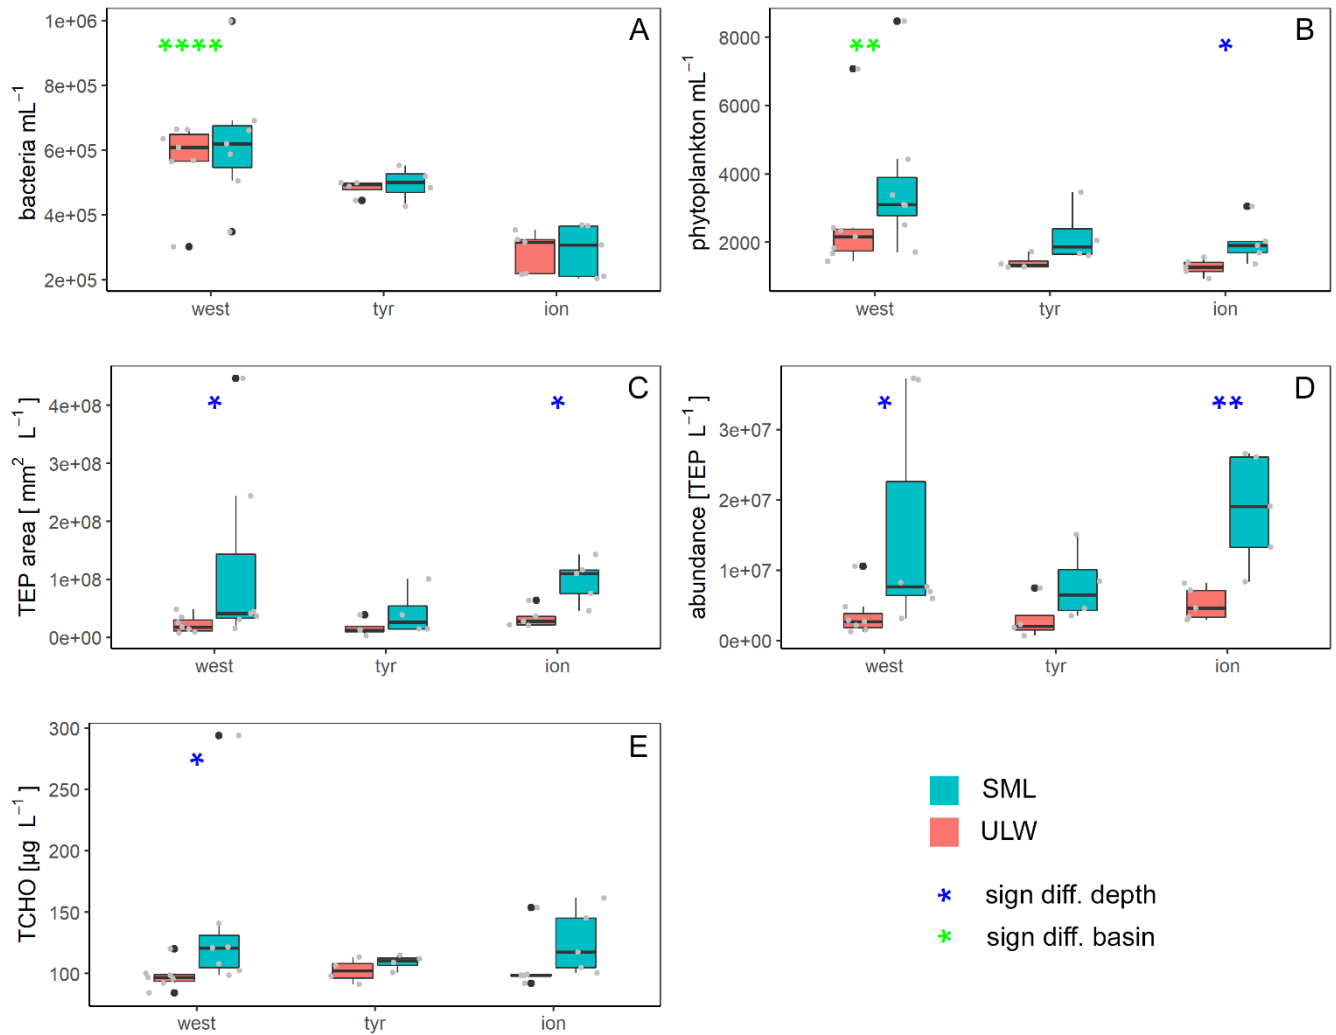 A
bacteria mL⁻¹
1e+06
8e+05
6e+05
4e+05
2e+05
****
west tyr ion
B
phytoplankton mL⁻¹
8000
6000
4000
2000
** *
west tyr ion
C
TEP area [ mm² L⁻¹]
4e+08
3e+08
2e+08
1e+08
0e+00
* *
west tyr ion
D
abundance [TEP L⁻¹ ]
3e+07
2e+07
1e+07
0e+00
* **
west tyr ion
E
TCHO [µg L⁻¹]
300
250
200
150
100
*
west tyr ion
SML
ULW
* sign diff. depth
* sign diff. basin